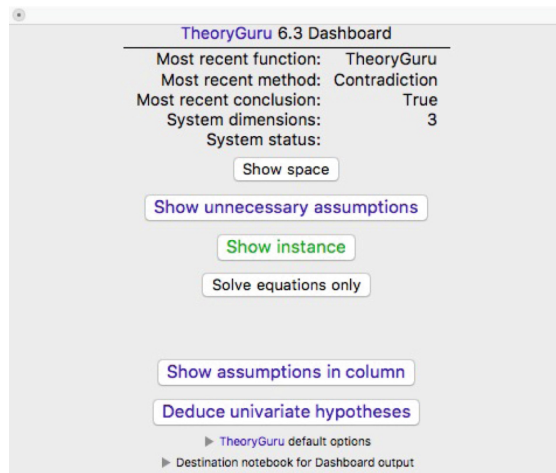 TheoryGuru 6.3 Dashboard
Most recent function: TheoryGuru
Most recent method: Contradiction
Most recent conclusion: True
System dimensions: 3
System status:
Show space
Show unnecessary assumptions
Show instance
Solve equations only
Show assumptions in column
Deduce univariate hypotheses
TheoryGuru default options
Destination notebook for Dashboard output